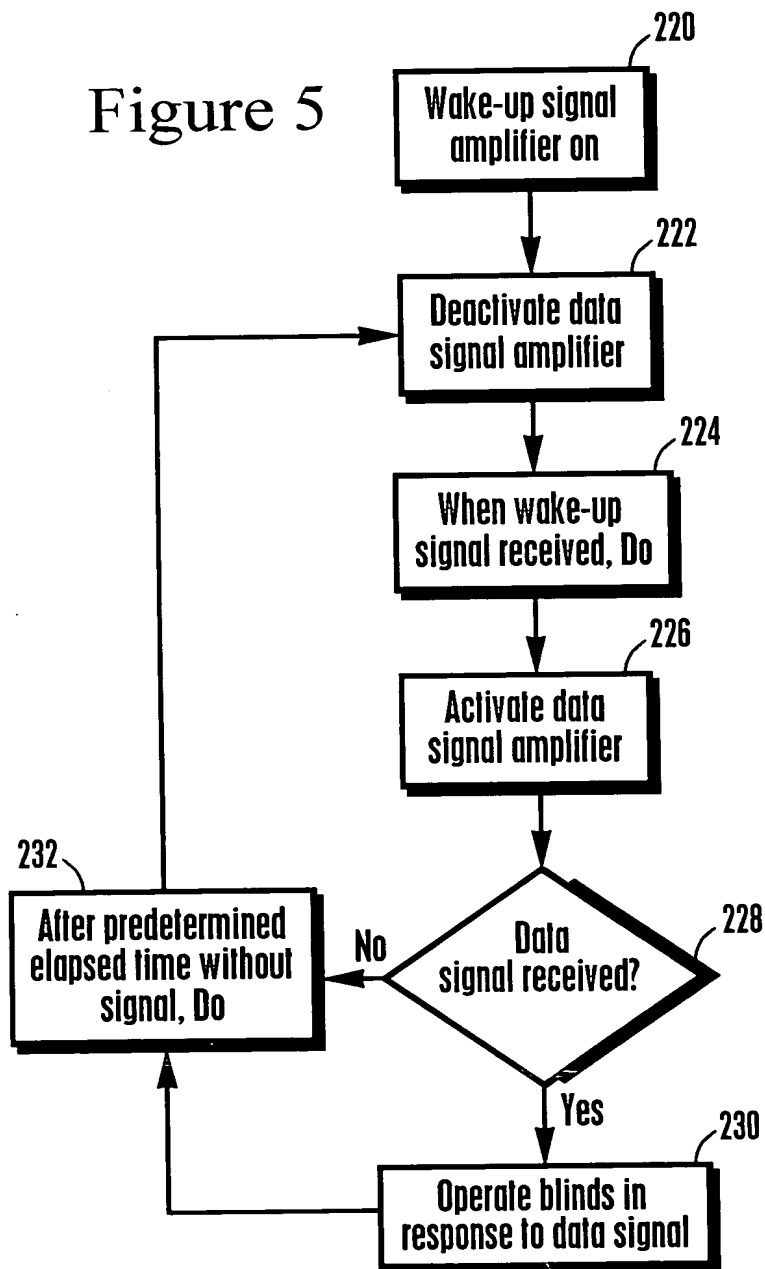 Figure 5
220
Wake-up signal
amplifier on
222
Deactivate data
signal amplifier
224
When wake-up
signal received, Do
226
Activate data
signal amplifier
228
Data
signal received?
No
Yes
232
After predetermined
elapsed time without
signal, Do
230
Operate blinds in
response to data signal